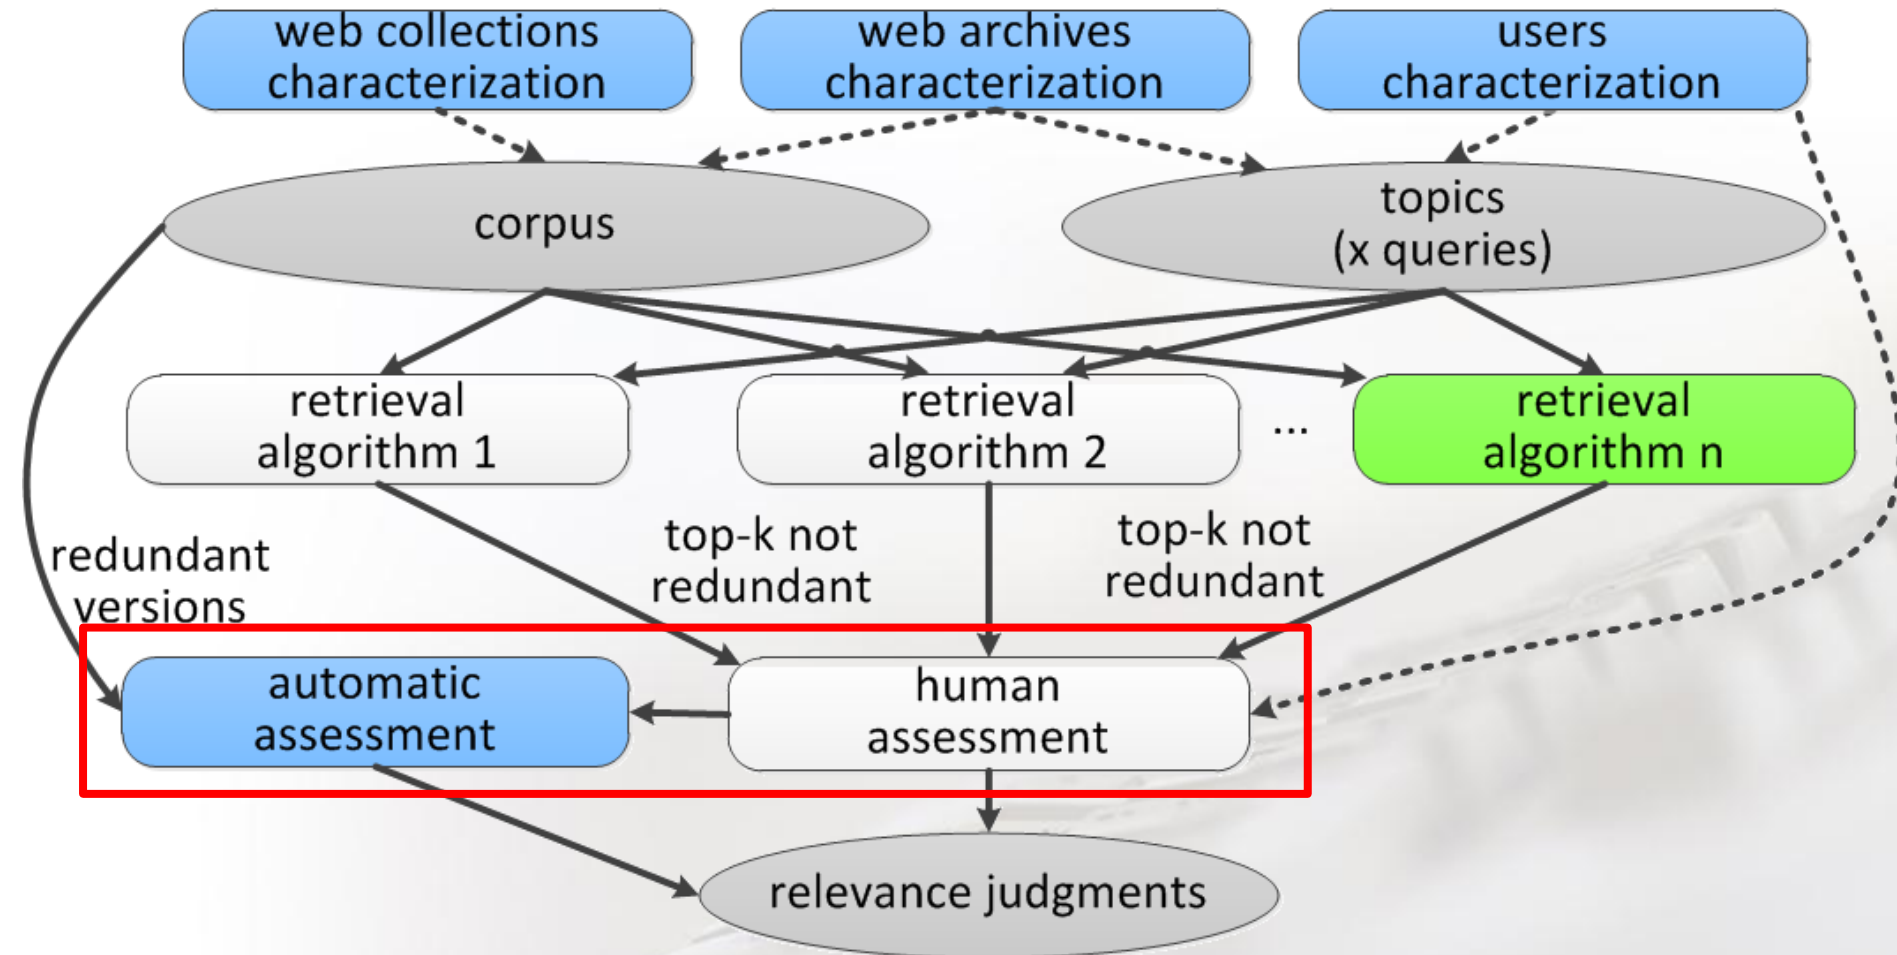 web collections
characterization
web archives
characterization
users
characterization
corpus
topics
(x queries)
retrieval
algorithm 1
retrieval
algorithm 2
...
retrieval
algorithm n
redundant
versions
top-k not
redundant
top-k not
redundant
automatic
assessment
human
assessment
relevance judgments